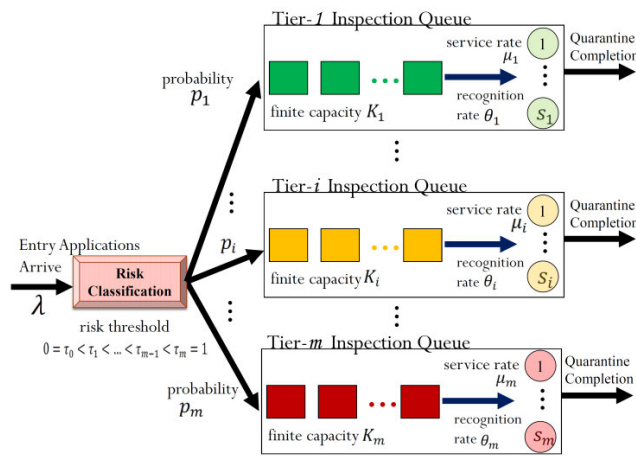 Tier-1 Inspection Queue
service rate
μ₁
1
⋮
Quarantine
Completion
probability
p₁
finite capacity K₁
recognition
rate θ₁
S₁
⋮
Tier-i Inspection Queue
service rate
μᵢ
1
⋮
Quarantine
Completion
Entry Applications
Arrive
λ
Risk
Classification
pᵢ
finite capacity Kᵢ
recognition
rate θᵢ
Sᵢ
risk threshold
0 = τ₀ < τ₁ < ... < τₘ₋₁ < τₘ = 1
⋮
Tier-m Inspection Queue
service rate
μₘ
1
⋮
Quarantine
Completion
probability
pₘ
finite capacity Kₘ
recognition
rate θₘ
Sₘ